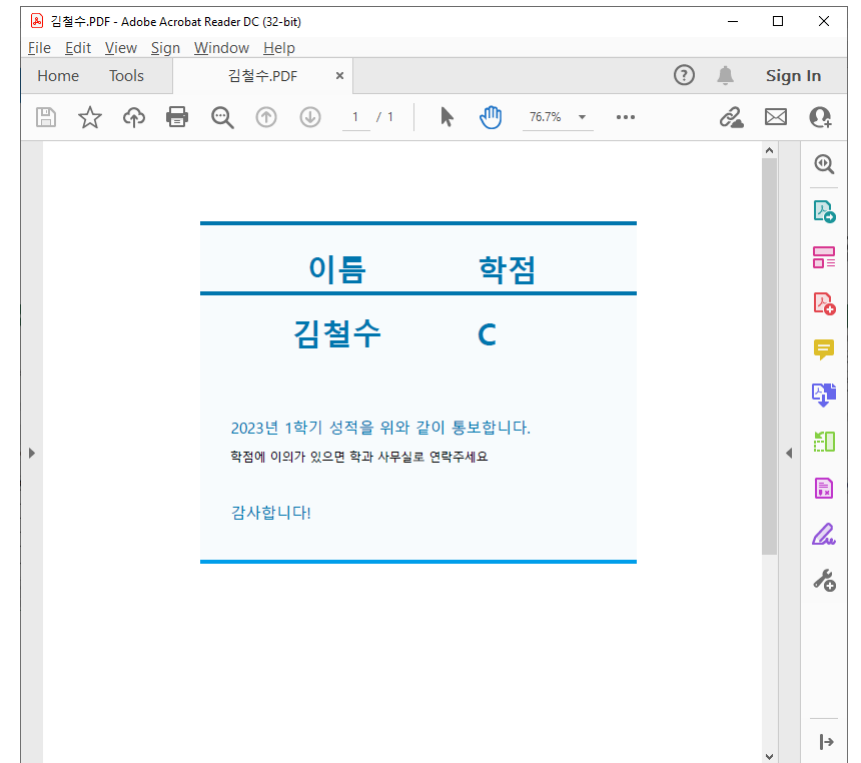 김철수.PDF - Adobe Acrobat Reader DC (32-bit)
File Edit View Sign Window Help
Home Tools 김철수.PDF × ? Sign In
1 / 1 76.7%
이름 학점
김철수 C
2023년 1학기 성적을 위와 같이 통보합니다.
학점에 이의가 있으면 학과 사무실로 연락주세요
감사합니다!